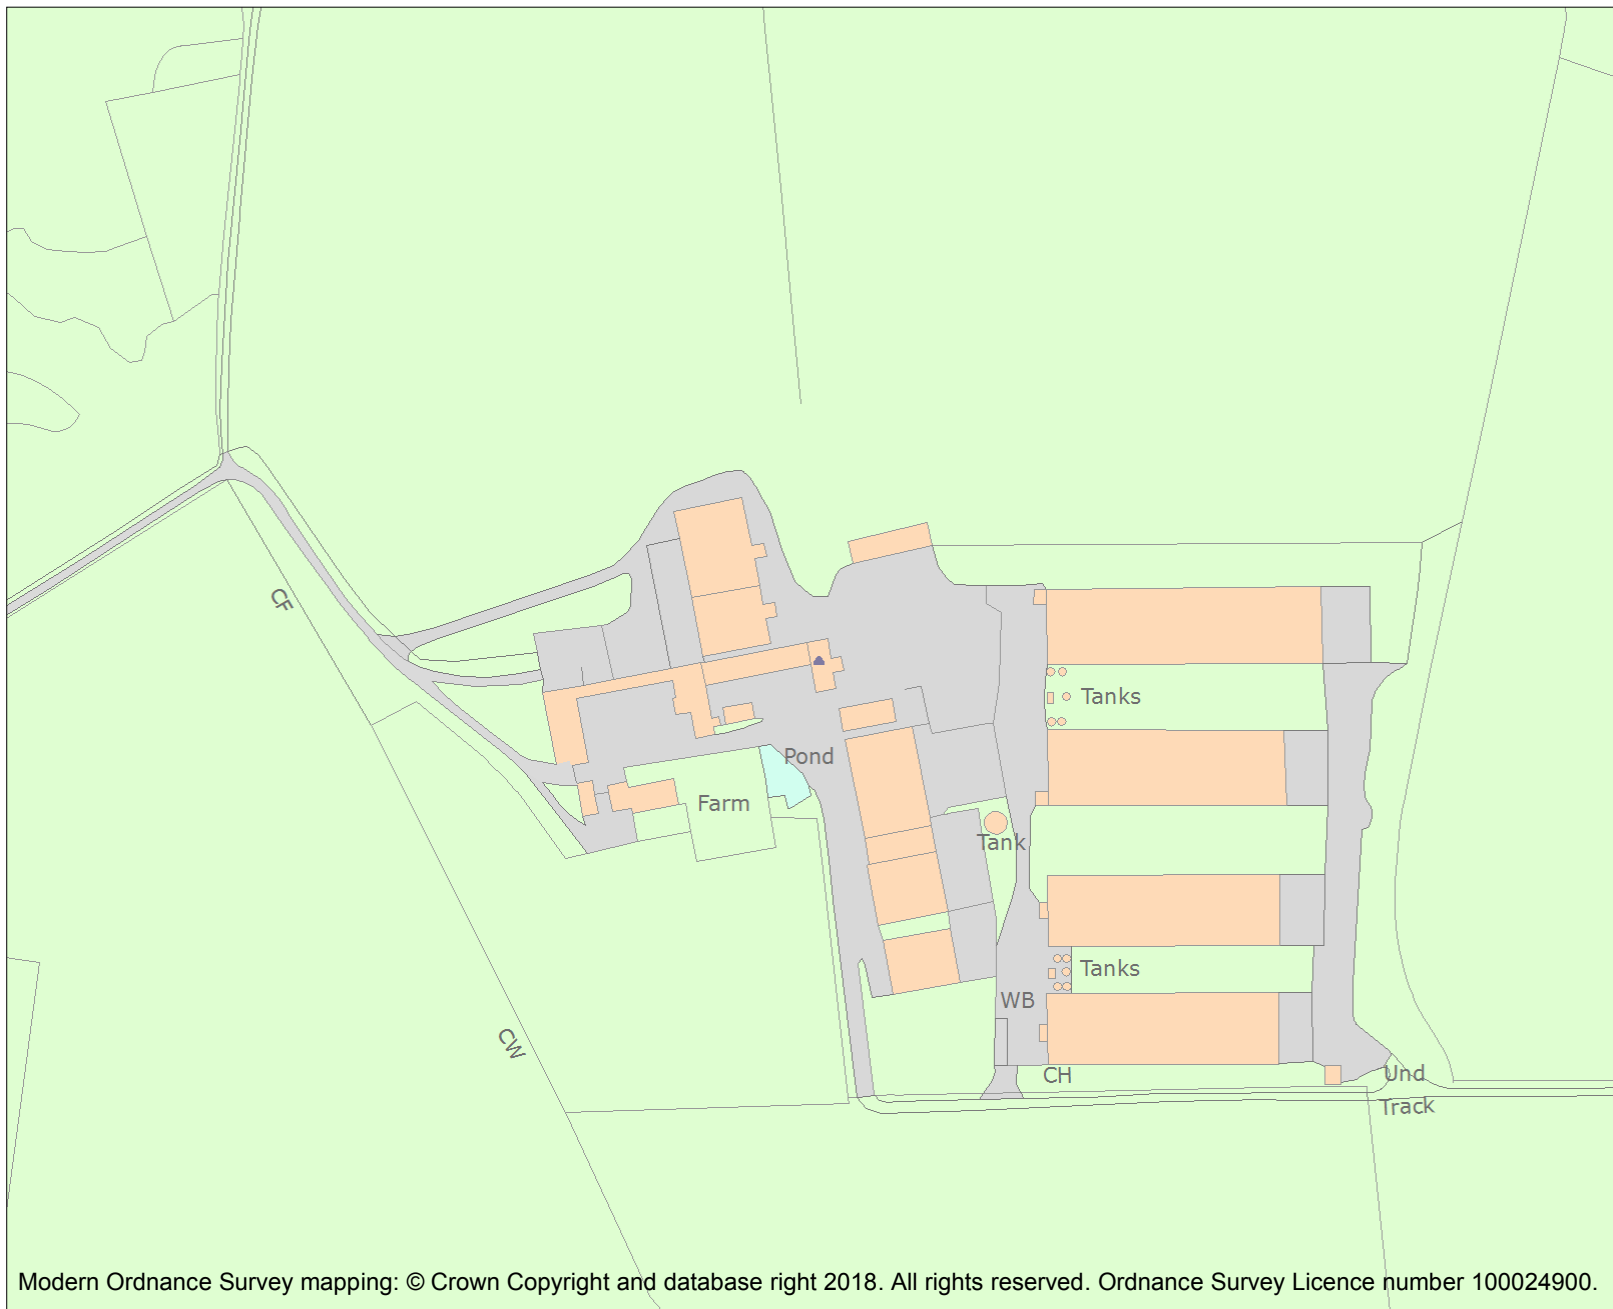 CF
Tanks
Pond
Farm
Tank
Tanks
WB
CW
CH
Und
Track
Modern Ordnance Survey mapping: © Crown Copyright and database right 2018. All rights reserved. Ordnance Survey Licence number 100024900.